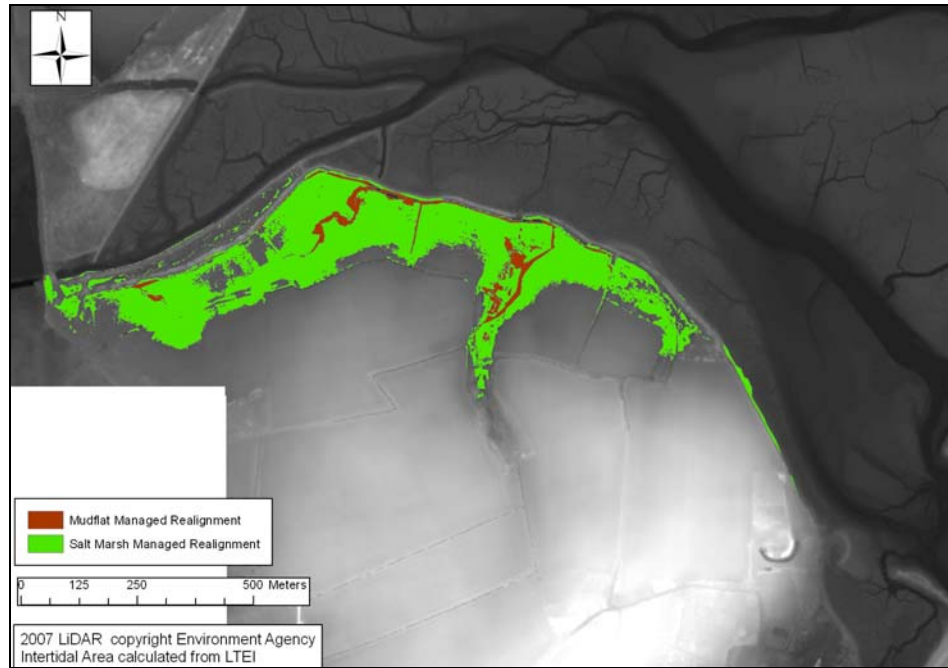 N
Mudflat Managed Realignment
Salt Marsh Managed Realignment
0 125 250 500 Meters
2007 LiDAR copyright Environment Agency
Intertidal Area calculated from LTEI